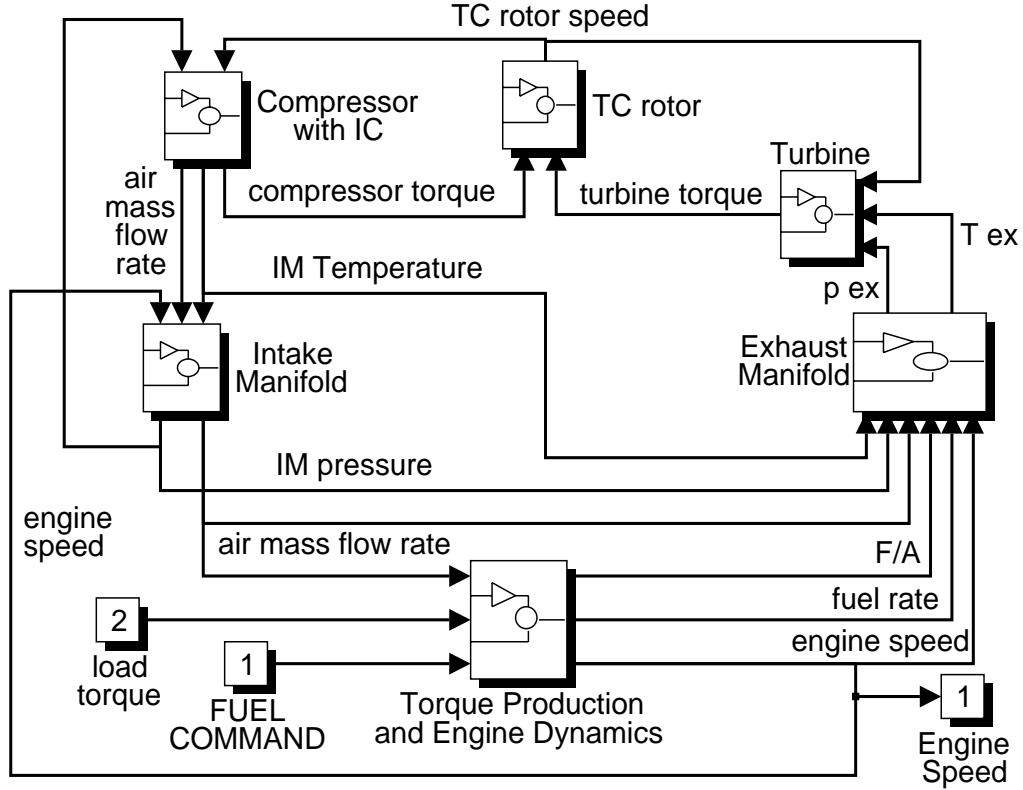 TC rotor speed
Compressor
with IC
TC rotor
Turbine
air
mass
flow
rate
compressor torque
turbine torque
T ex
IM Temperature
p ex
Intake
Manifold
Exhaust
Manifold
IM pressure
engine
speed
air mass flow rate
F/A
fuel rate
2
load
torque
engine speed
1
FUEL
COMMAND
Torque Production
and Engine Dynamics
1
Engine
Speed